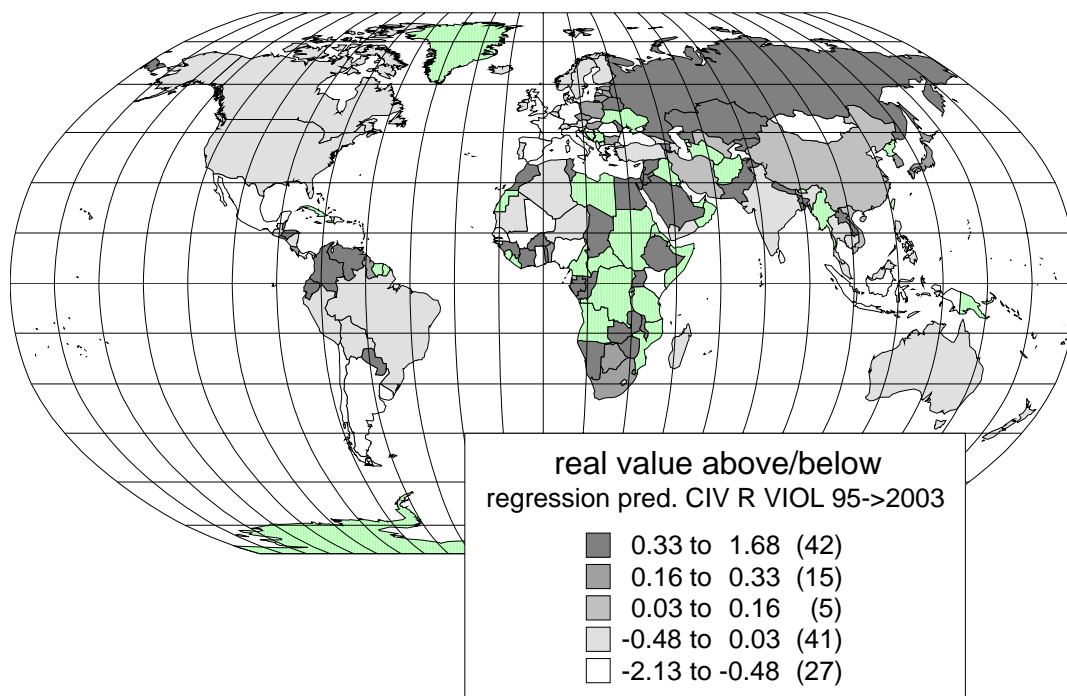 real value above/below
regression pred. CIV R VIOL 95->2003
0.33 to 1.68 (42)
0.16 to 0.33 (15)
0.03 to 0.16 (5)
-0.48 to 0.03 (41)
-2.13 to -0.48 (27)